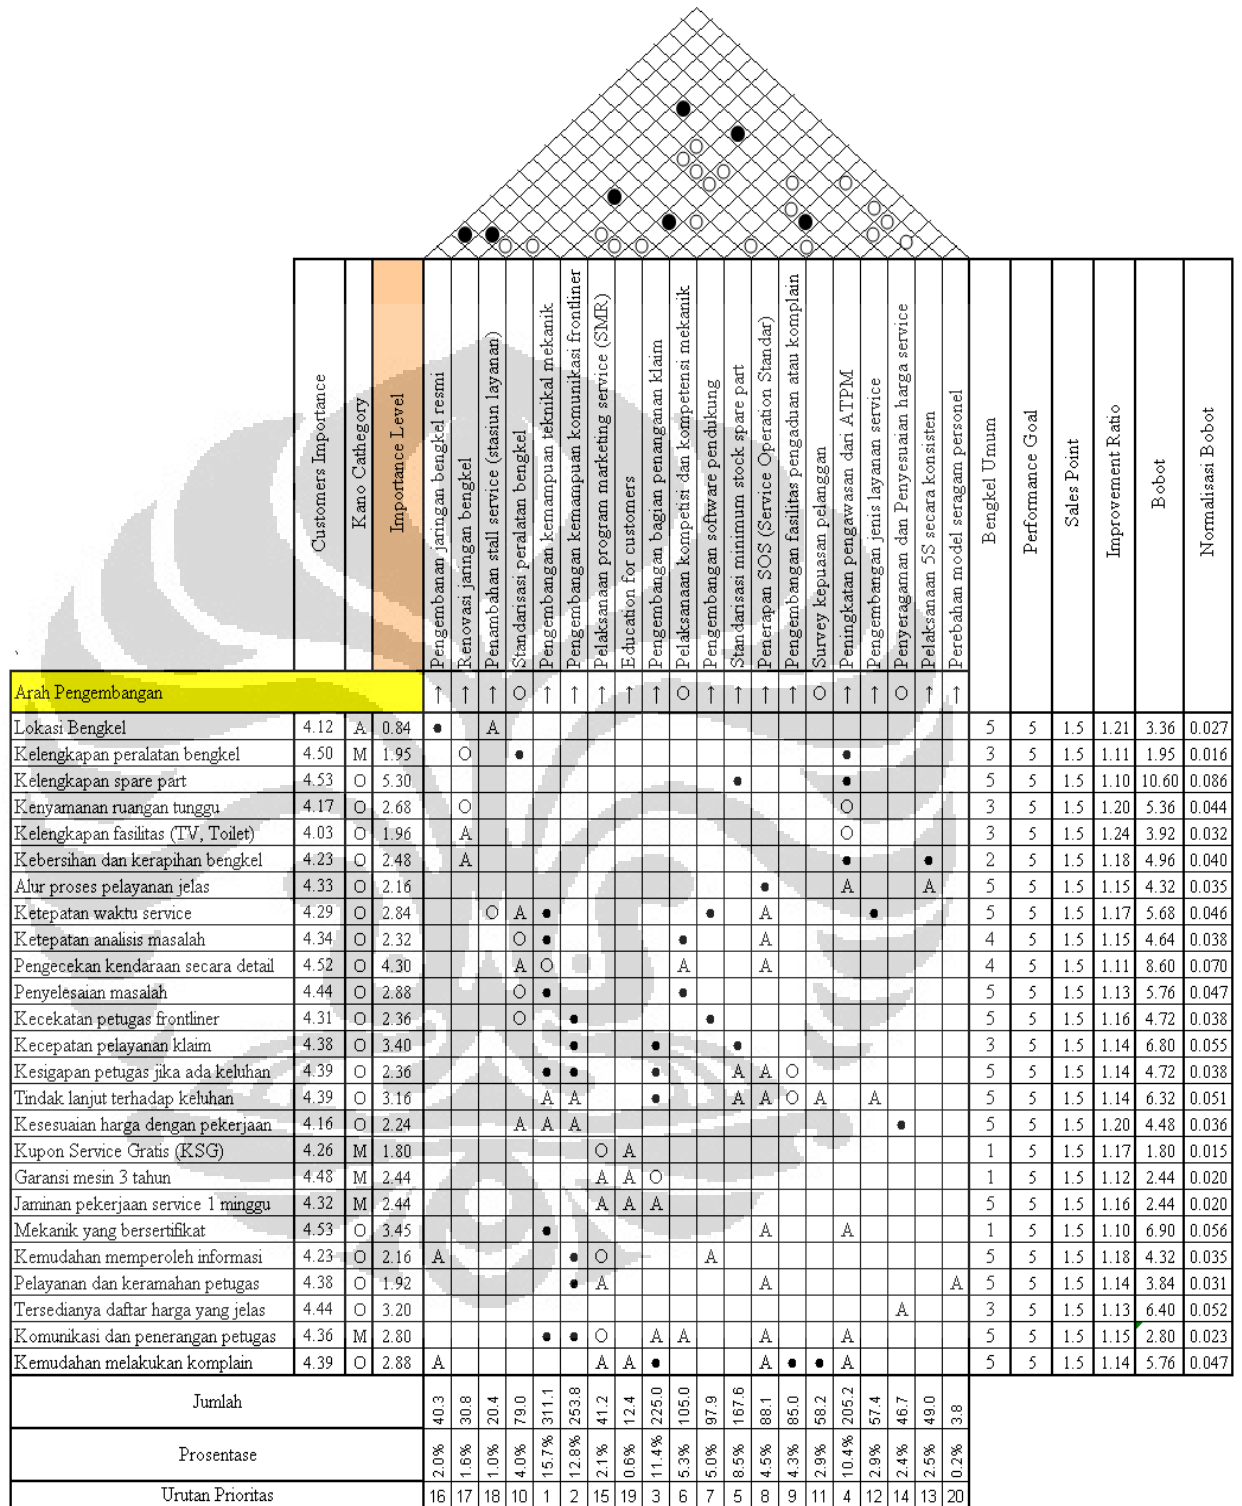 Customers Importance
Kano Cathegory
Importance Level
Pengembanan jaringan bengkel resmi
Renovasi jaringan bengkel
Penambahan stall service (stasiun layanan)
Standarisasi peralatan bengkel
Pengembangan kemampuan teknikal mekanik
Pengembangan kemampuan komunikasi frontliner
Pelaksanaan program marketing service (SMR)
Education for customers
Pengembangan bagian penanganan klaim
Pelaksanaan kompetisi dan kompetensi mekanik
Pengembangan software pendukung
Standarisasi minimum stock spare part
Penerapan SOS (Service Operation Standar)
Pengembangan fasilitas pengaduan atau komplain
Survey kepuasan pelanggan
Peningkatan pengawasan dari ATPM
Pengembangan jenis layanan service
Penyeragaman dan Penyesuaian harga service
Pelaksanaan 5S secara konsisten
Perebahan model seragam personel
Bengkel Umum
Performance Goal
Sales Point
Improvement Ratio
Bobot
Normalisasi Bobot
Arah Pengembangan ↑ ↑ ↑ O ↑ ↑ ↑ ↑ ↑ O ↑ ↑ ↑ ↑ O ↑ ↑ O ↑ ↑
Lokasi Bengkel 4.12 A 0.84 ● A 5 5 1.5 1.21 3.36 0.027
Kelengkapan peralatan bengkel 4.50 M 1.95 O ● ● 3 5 1.5 1.11 1.95 0.016
Kelengkapan spare part 4.53 O 5.30 ● ● 5 5 1.5 1.10 10.60 0.086
Kenyamanan ruangan tunggu 4.17 O 2.68 O O 3 5 1.5 1.20 5.36 0.044
Kelengkapan fasilitas (TV, Toilet) 4.03 O 1.96 A O 3 5 1.5 1.24 3.92 0.032
Kebersihan dan kerapihan bengkel 4.23 O 2.48 A ● ● 2 5 1.5 1.18 4.96 0.040
Alur proses pelayanan jelas 4.33 O 2.16 ● A A 5 5 1.5 1.15 4.32 0.035
Ketepatan waktu service 4.29 O 2.84 O A ● ● A ● 5 5 1.5 1.17 5.68 0.046
Ketepatan analisis masalah 4.34 O 2.32 O ● ● A 4 5 1.5 1.15 4.64 0.038
Pengecekan kendaraan secara detail 4.52 O 4.30 A O A A 4 5 1.5 1.11 8.60 0.070
Penyelesaian masalah 4.44 O 2.88 O ● ● 5 5 1.5 1.13 5.76 0.047
Kecekatan petugas frontliner 4.31 O 2.36 O ● ● 5 5 1.5 1.16 4.72 0.038
Kecepatan pelayanan klaim 4.38 O 3.40 ● ● ● 3 5 1.5 1.14 6.80 0.055
Kesigapan petugas jika ada keluhan 4.39 O 2.36 ● ● ● A A O 5 5 1.5 1.14 4.72 0.038
Tindak lanjut terhadap keluhan 4.39 O 3.16 A A ● A A O A A 5 5 1.5 1.14 6.32 0.051
Kesesuaian harga dengan pekerjaan 4.16 O 2.24 A A A ● 5 5 1.5 1.20 4.48 0.036
Kupon Service Gratis (KSG) 4.26 M 1.80 O A 1 5 1.5 1.17 1.80 0.015
Garansi mesin 3 tahun 4.48 M 2.44 A A O 1 5 1.5 1.12 2.44 0.020
Jaminan pekerjaan service 1 minggu 4.32 M 2.44 A A A 5 5 1.5 1.16 2.44 0.020
Mekanik yang bersertifikat 4.53 O 3.45 ● A A 1 5 1.5 1.10 6.90 0.056
Kemudahan memperoleh informasi 4.23 O 2.16 A ● O A 5 5 1.5 1.18 4.32 0.035
Pelayanan dan keramahan petugas 4.38 O 1.92 ● A A A 5 5 1.5 1.14 3.84 0.031
Tersedianya daftar harga yang jelas 4.44 O 3.20 A 3 5 1.5 1.13 6.40 0.052
Komunikasi dan penerangan petugas 4.36 M 2.80 ● ● O A A A A 5 5 1.5 1.15 2.80 0.023
Kemudahan melakukan komplain 4.39 O 2.88 A A A ● A ● ● A 5 5 1.5 1.14 5.76 0.047
Jumlah 40.3 30.8 20.4 79.0 311.1 253.8 41.2 12.4 225.0 105.0 97.9 167.6 88.1 85.0 58.2 205.2 57.4 46.7 49.0 3.8
Prosentase 2.0% 1.6% 1.0% 4.0% 15.7% 12.8% 2.1% 0.6% 11.4% 5.3% 5.0% 8.5% 4.5% 4.3% 2.9% 10.4% 2.9% 2.4% 2.5% 0.2%
Urutan Prioritas 16 17 18 10 1 2 15 19 3 6 7 5 8 9 11 4 12 14 13 20